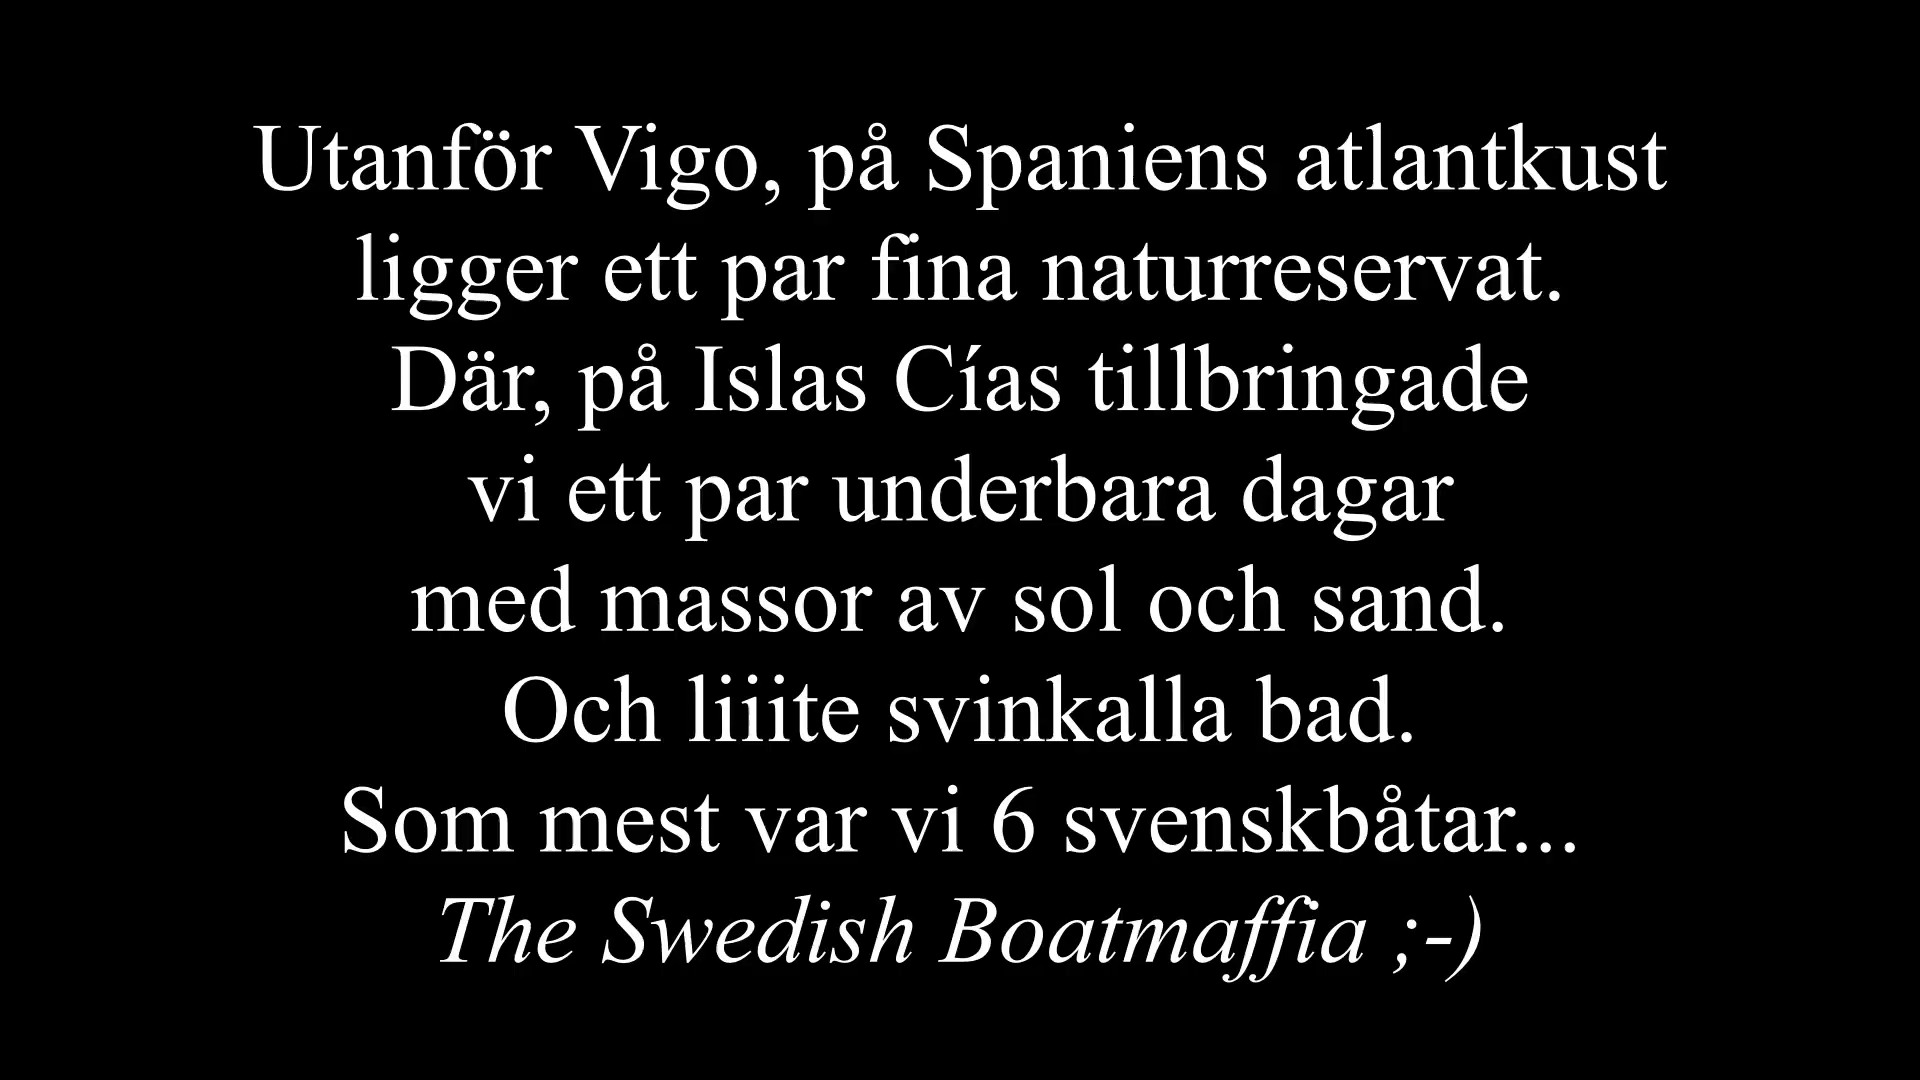 Utanför Vigo, på Spaniens atlantkust
ligger ett par fina naturreservat.
Där, på Islas Cías tillbringade
vi ett par underbara dagar
med massor av sol och sand.
Och liiite svinkalla bad.
Som mest var vi 6 svenskbåtar...
The Swedish Boatmaffia ;-)